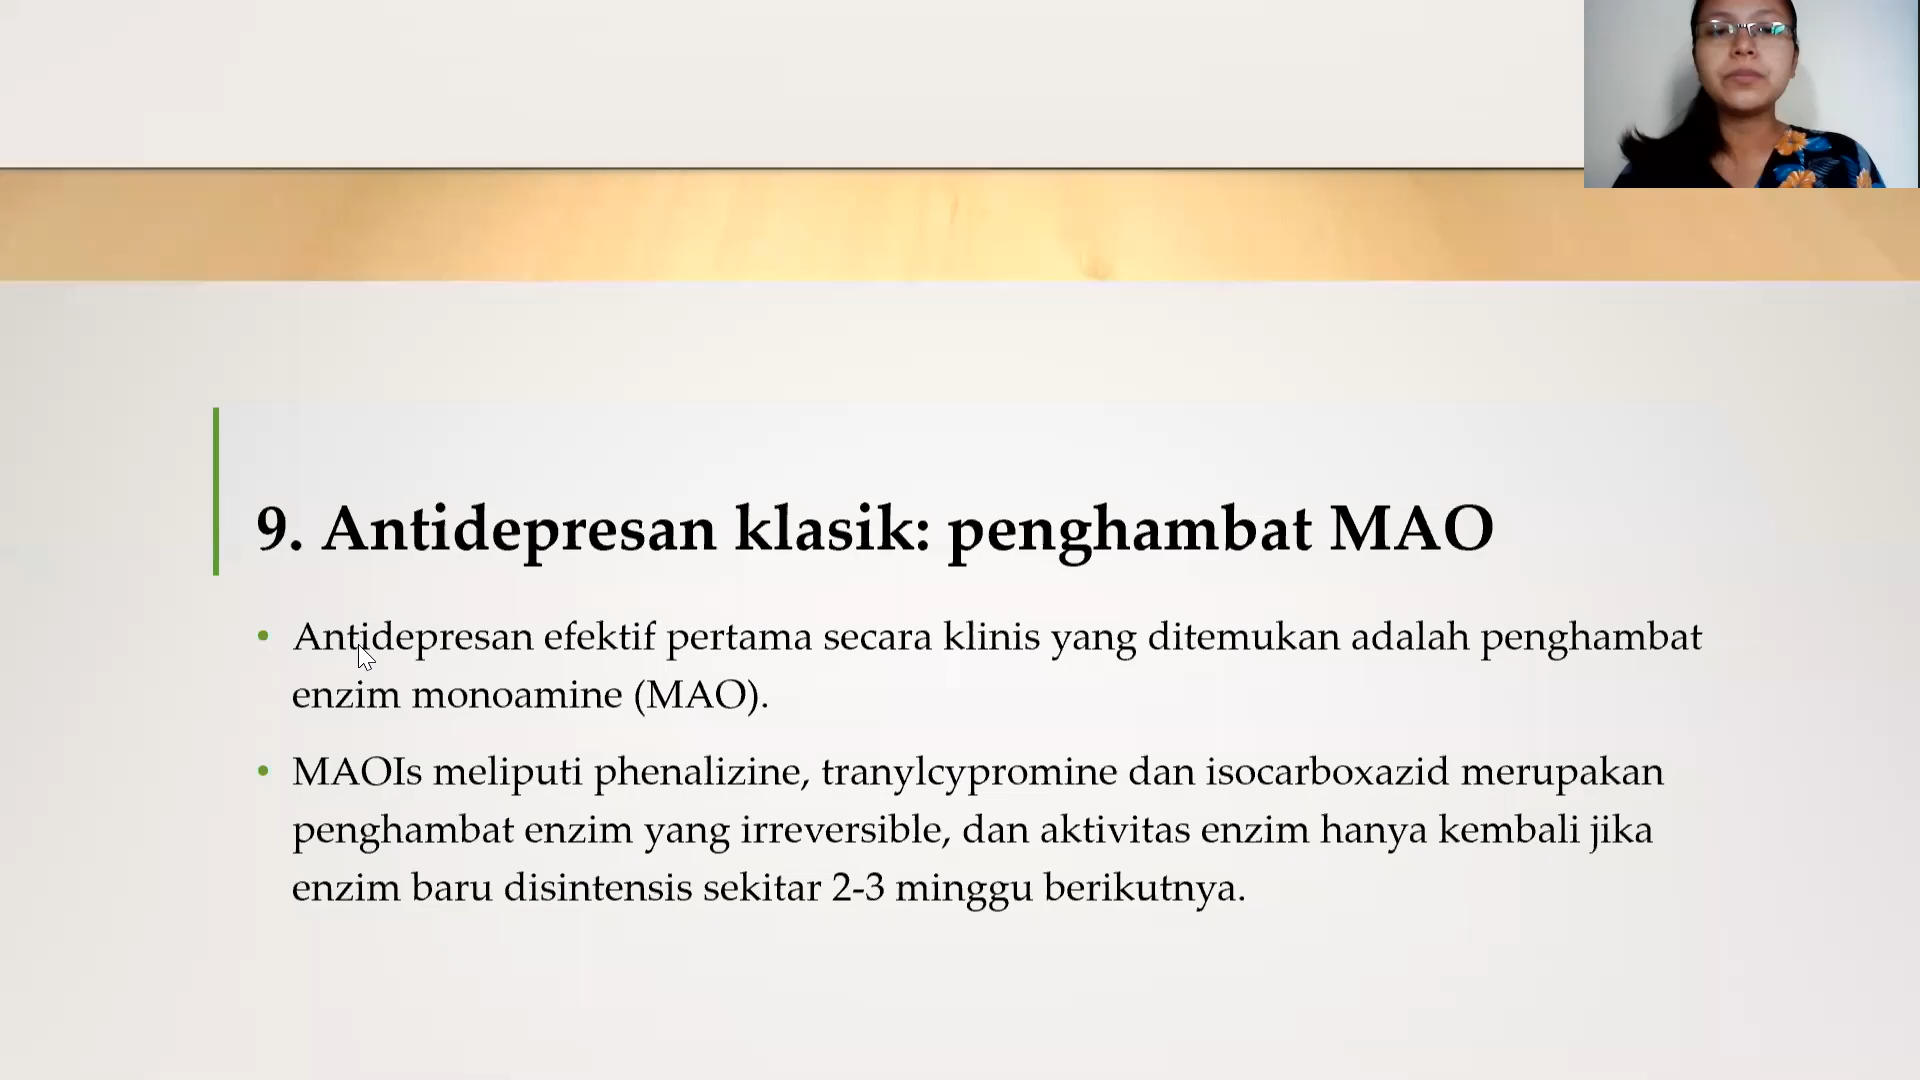 9. Antidepresan klasik: penghambat MAO
• Antidepresan efektif pertama secara klinis yang ditemukan adalah penghambat
enzim monoamine (MAO).
• MAOIs meliputi phenalizine, tranylcypromine dan isocarboxazid merupakan
penghambat enzim yang irreversible, dan aktivitas enzim hanya kembali jika
enzim baru disintensis sekitar 2-3 minggu berikutnya.